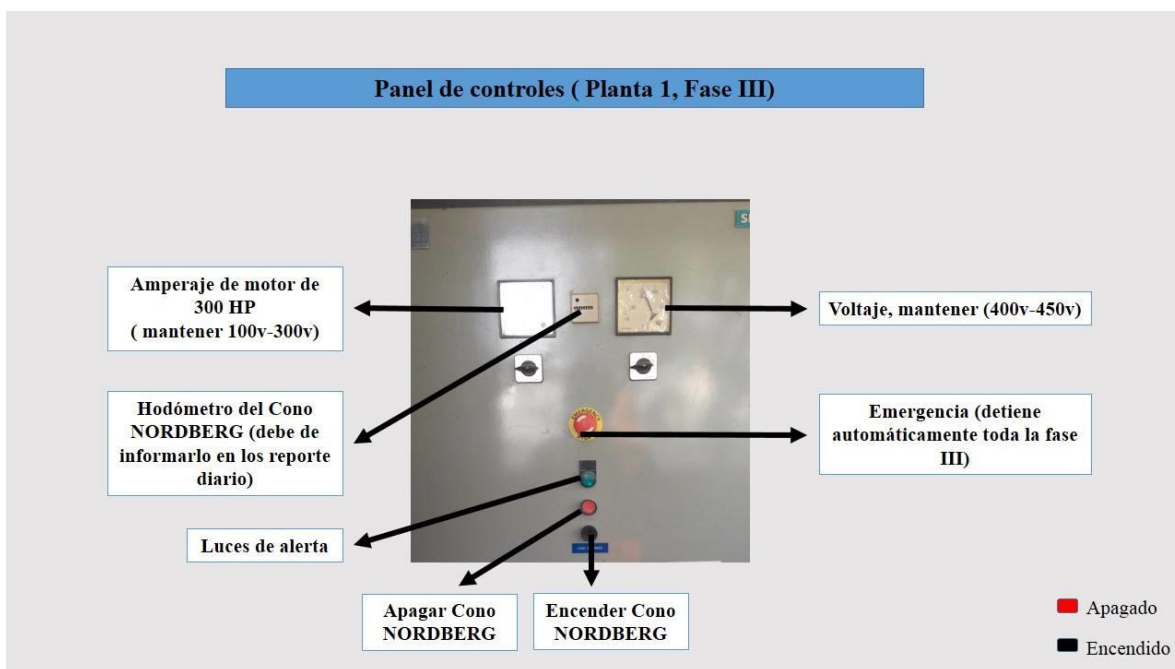 Panel de controles ( Planta 1, Fase III)
Amperaje de motor de
300 HP
( mantener 100v-300v)
Voltaje, mantener (400v-450v)
Hodómetro del Cono
NORDBERG (debe de
informarlo en los reporte
diario)
Emergencia (detiene
automáticamente toda la fase
III)
Luces de alerta
Apagar Cono
NORDBERG
Encender Cono
NORDBERG
Apagado
Encendido
EMERGENCY